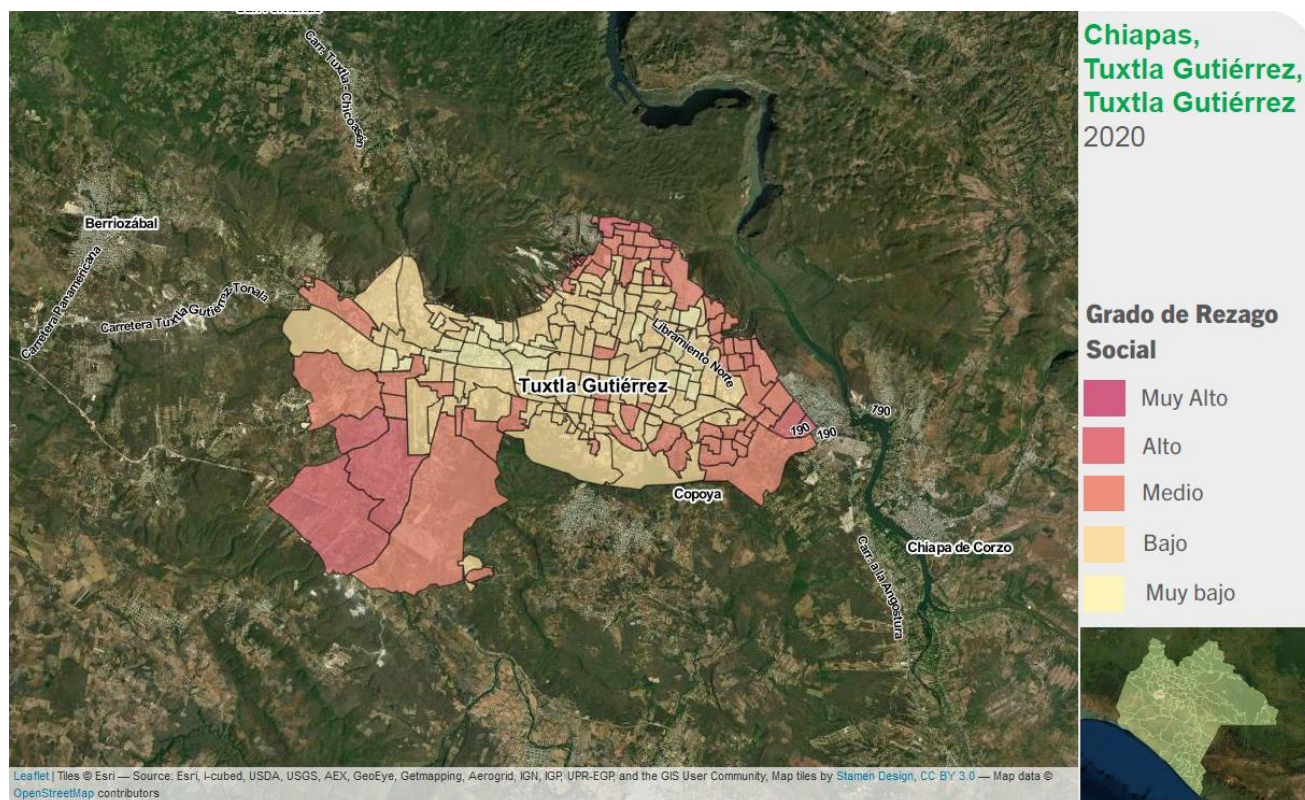 Carr. Tuxtla - Chicoasén
Berriozábal
Carretera Panamericana
Carretera Tuxtla Gutiérrez-Tonala
Libramiento Norte
Tuxtla Gutiérrez
190
190
190
Copoya
Chiapa de Corzo
Carr. a la Angostura
Leaflet | Tiles © Esri — Source: Esri, i-cubed, USDA, USGS, AEX, GeoEye, Getmapping, Aerogrid, IGN, IGP, UPR-EGP, and the GIS User Community, Map tiles by Stamen Design, CC BY 3.0 — Map data ©
OpenStreetMap contributors
Chiapas,
Tuxtla Gutiérrez,
Tuxtla Gutiérrez
2020
Grado de Rezago
Social
Muy Alto
Alto
Medio
Bajo
Muy bajo